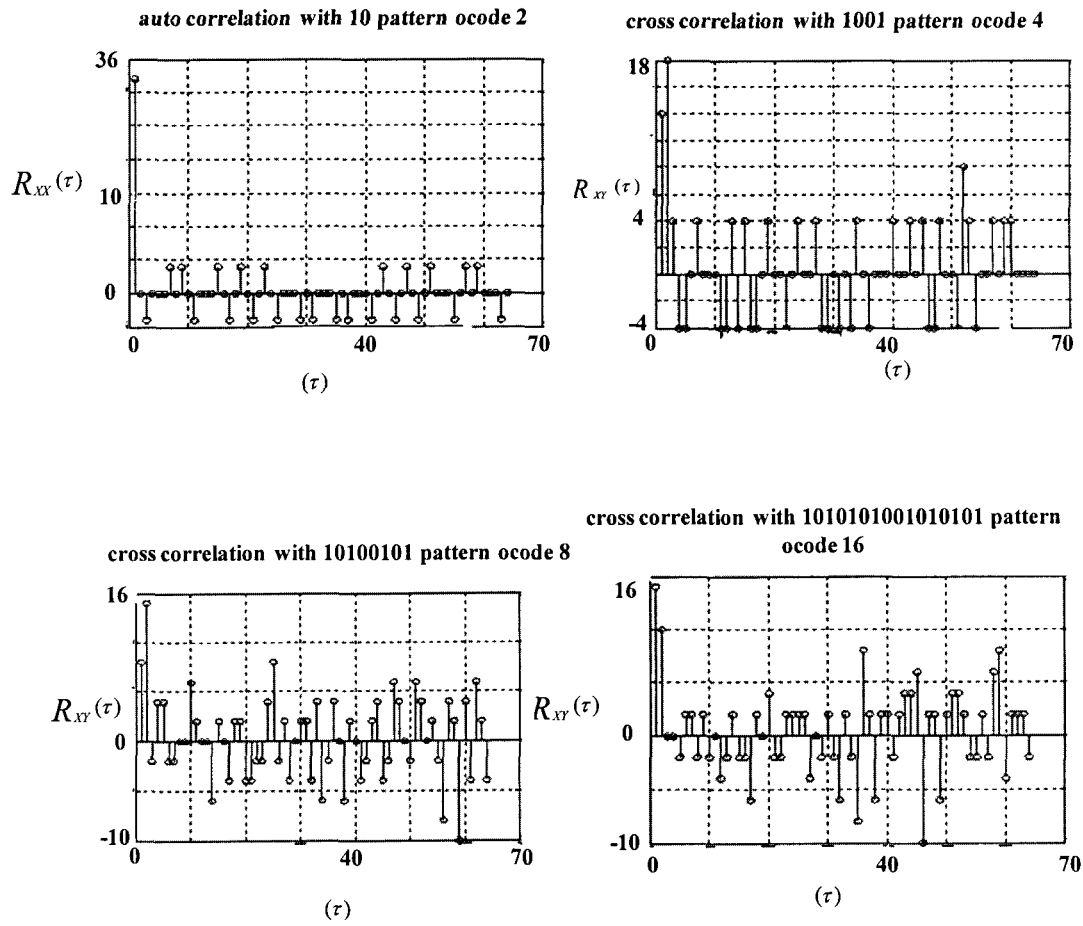 auto correlation with 10 pattern ocode 2
36
R_XX(τ)
10
0
0
40
70
(τ)
cross correlation with 1001 pattern ocode 4
18
R_XY(τ)
4
-4
0
40
70
(τ)
cross correlation with 10100101 pattern ocode 8
16
R_XY(τ)
0
-10
0
40
70
(τ)
cross correlation with 1010101001010101 pattern
ocode 16
16
R_XY(τ)
0
-10
0
40
70
(τ)